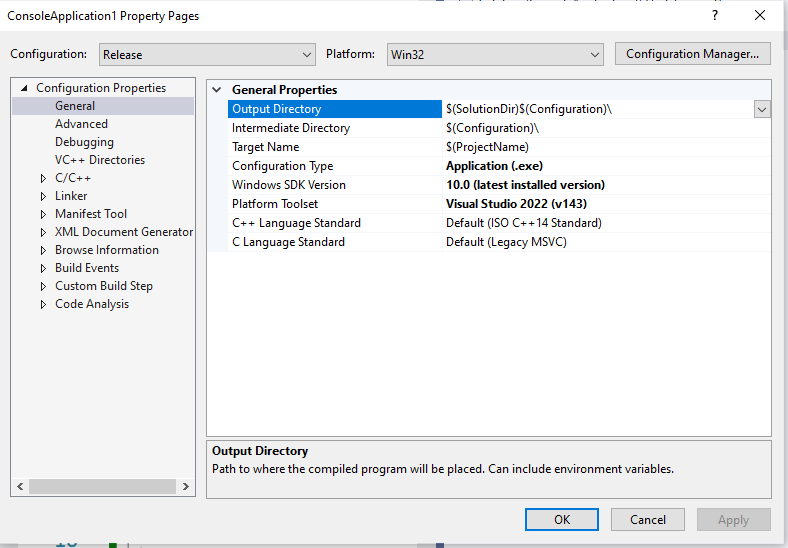 ConsoleApplication1 Property Pages
?
Configuration: Release Platform: Win32 Configuration Manager...
Configuration Properties
General
Advanced
Debugging
VC++ Directories
C/C++
Linker
Manifest Tool
XML Document Generator
Browse Information
Build Events
Custom Build Step
Code Analysis
General Properties
Output Directory $(SolutionDir)$(Configuration)\
Intermediate Directory $(Configuration)\
Target Name $(ProjectName)
Configuration Type Application (.exe)
Windows SDK Version 10.0 (latest installed version)
Platform Toolset Visual Studio 2022 (v143)
C++ Language Standard Default (ISO C++14 Standard)
C Language Standard Default (Legacy MSVC)
Output Directory
Path to where the compiled program will be placed. Can include environment variables.
OK Cancel Apply